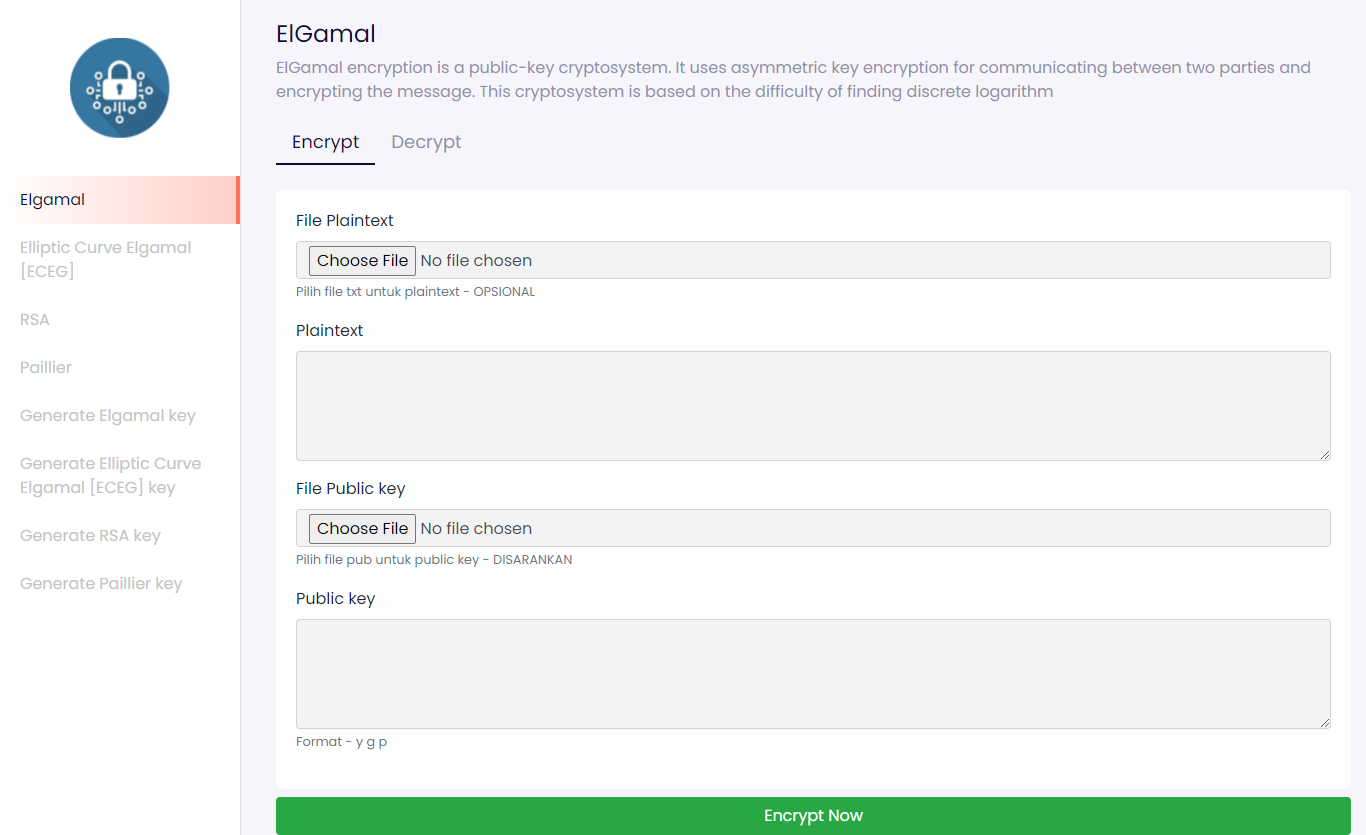 Elgamal
Elliptic Curve Elgamal
[ECEG]
RSA
Paillier
Generate Elgamal key
Generate Elliptic Curve
Elgamal [ECEG] key
Generate RSA key
Generate Paillier key
ElGamal
ElGamal encryption is a public-key cryptosystem. It uses asymmetric key encryption for communicating between two parties and
encrypting the message. This cryptosystem is based on the difficulty of finding discrete logarithm
Encrypt Decrypt
File Plaintext
Choose File No file chosen
Pilih file txt untuk plaintext - OPSIONAL
Plaintext
File Public key
Choose File No file chosen
Pilih file pub untuk public key - DISARANKAN
Public key
Format - y g p
Encrypt Now